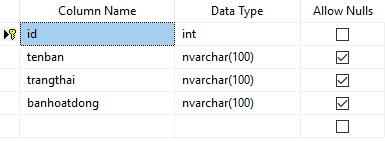 Column Name Data Type Allow Nulls
id int
tenban nvarchar(100)
trangthai nvarchar(100)
banhoatdong nvarchar(100)